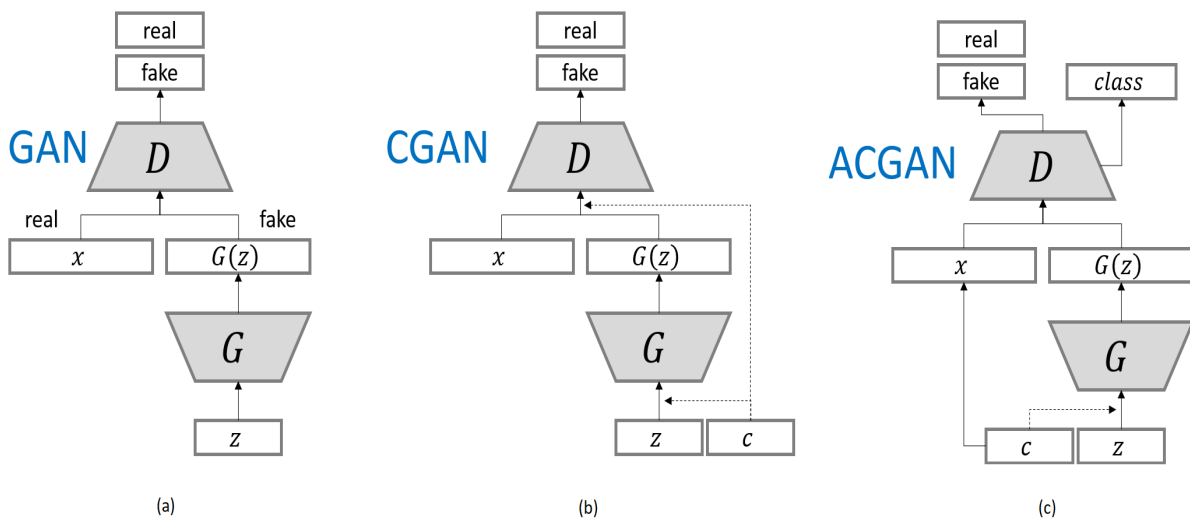 real
fake
GAN
D
real
fake
x
G(z)
G
z
(a)
real
fake
CGAN
D
x
G(z)
G
z
c
(b)
real
fake
class
ACGAN
D
x
G(z)
G
c
z
(c)